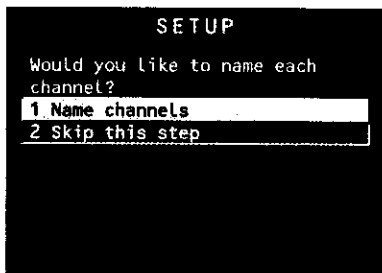 SETUP
Would you like to name each
channel?
1 Name channels
2 Skip this step